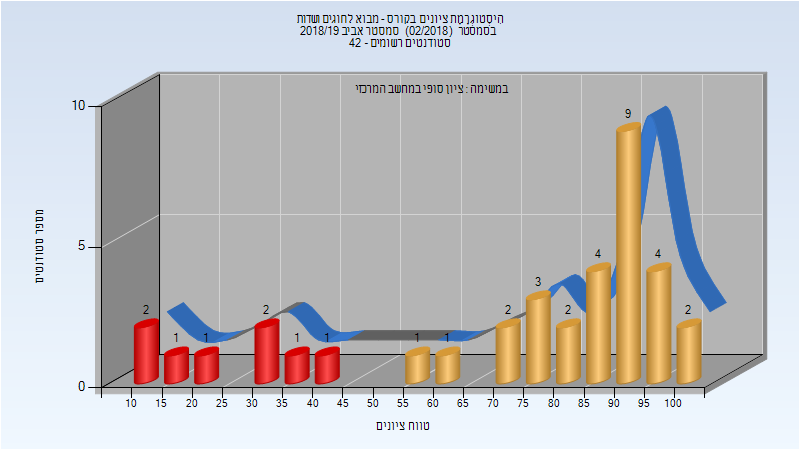 היסטוגרמת ציונים בקורס - מבוא לחוגים ושדות
בסמסטר (02/2018) סמסטר אביב 2018/19
סטודנטים רשומים - 42
במשימה : ציון סופי במחשב המרכזי
מספר סטודנטים
10
5
0
2 1 1 2 1 1 1 1 2 3 2 4 9 4 2
10 15 20 25 30 35 40 45 50 55 60 65 70 75 80 85 90 95 100
טווח ציונים